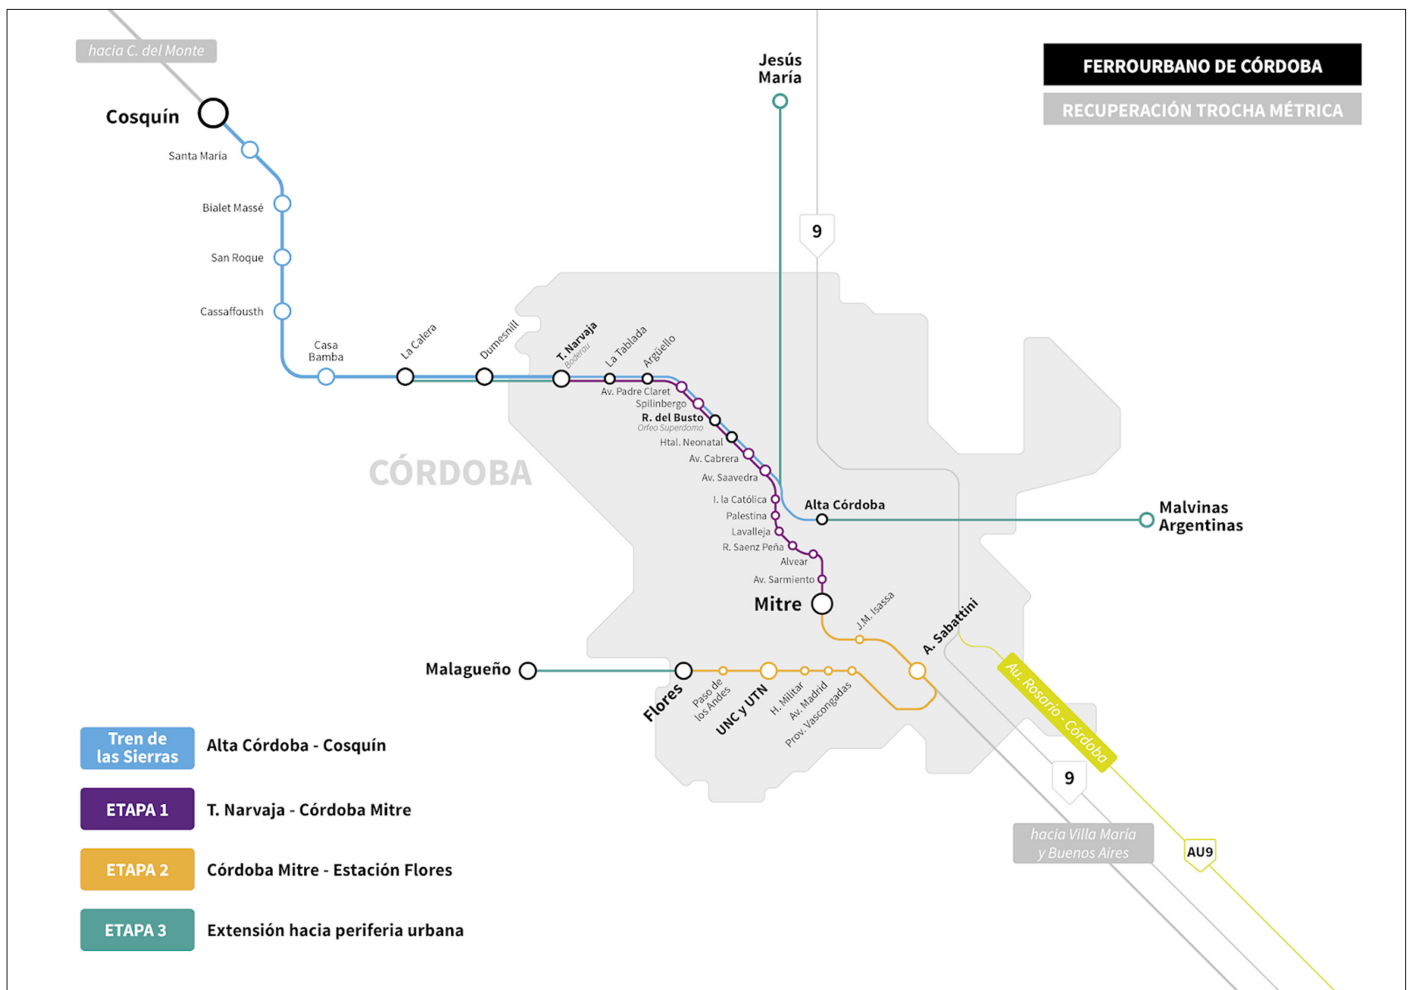 hacia C. del Monte
Jesús
María
FERROURBANO DE CÓRDOBA
RECUPERACIÓN TROCHA MÉTRICA
Cosquín
Santa María
Bialet Massé
9
San Roque
Cassaffousth
Casa
Bamba
La Calera
Dumesnill
T. Narvaja
Boderau
La Tablada
Argüello
Av. Padre Claret
Spilinbergo
R. del Busto
Orfeo Superdomo
Htal. Neonatal
Av. Cabrera
Av. Saavedra
CÓRDOBA
I. la Católica
Palestina
Lavalleja
R. Saenz Peña
Alvear
Av. Sarmiento
Alta Córdoba
Malvinas
Argentinas
Mitre
J.M. Isassa
A. Sabattini
Malagueño
Flores
Paso de
los Andes
UNC y UTN
H. Militar
Av. Madrid
Prov. Vascongadas
Au. Rosario - Córdoba
9
hacia Villa María
y Buenos Aires
AU9
Tren de
las Sierras
Alta Córdoba - Cosquín
ETAPA 1
T. Narvaja - Córdoba Mitre
ETAPA 2
Córdoba Mitre - Estación Flores
ETAPA 3
Extensión hacia periferia urbana